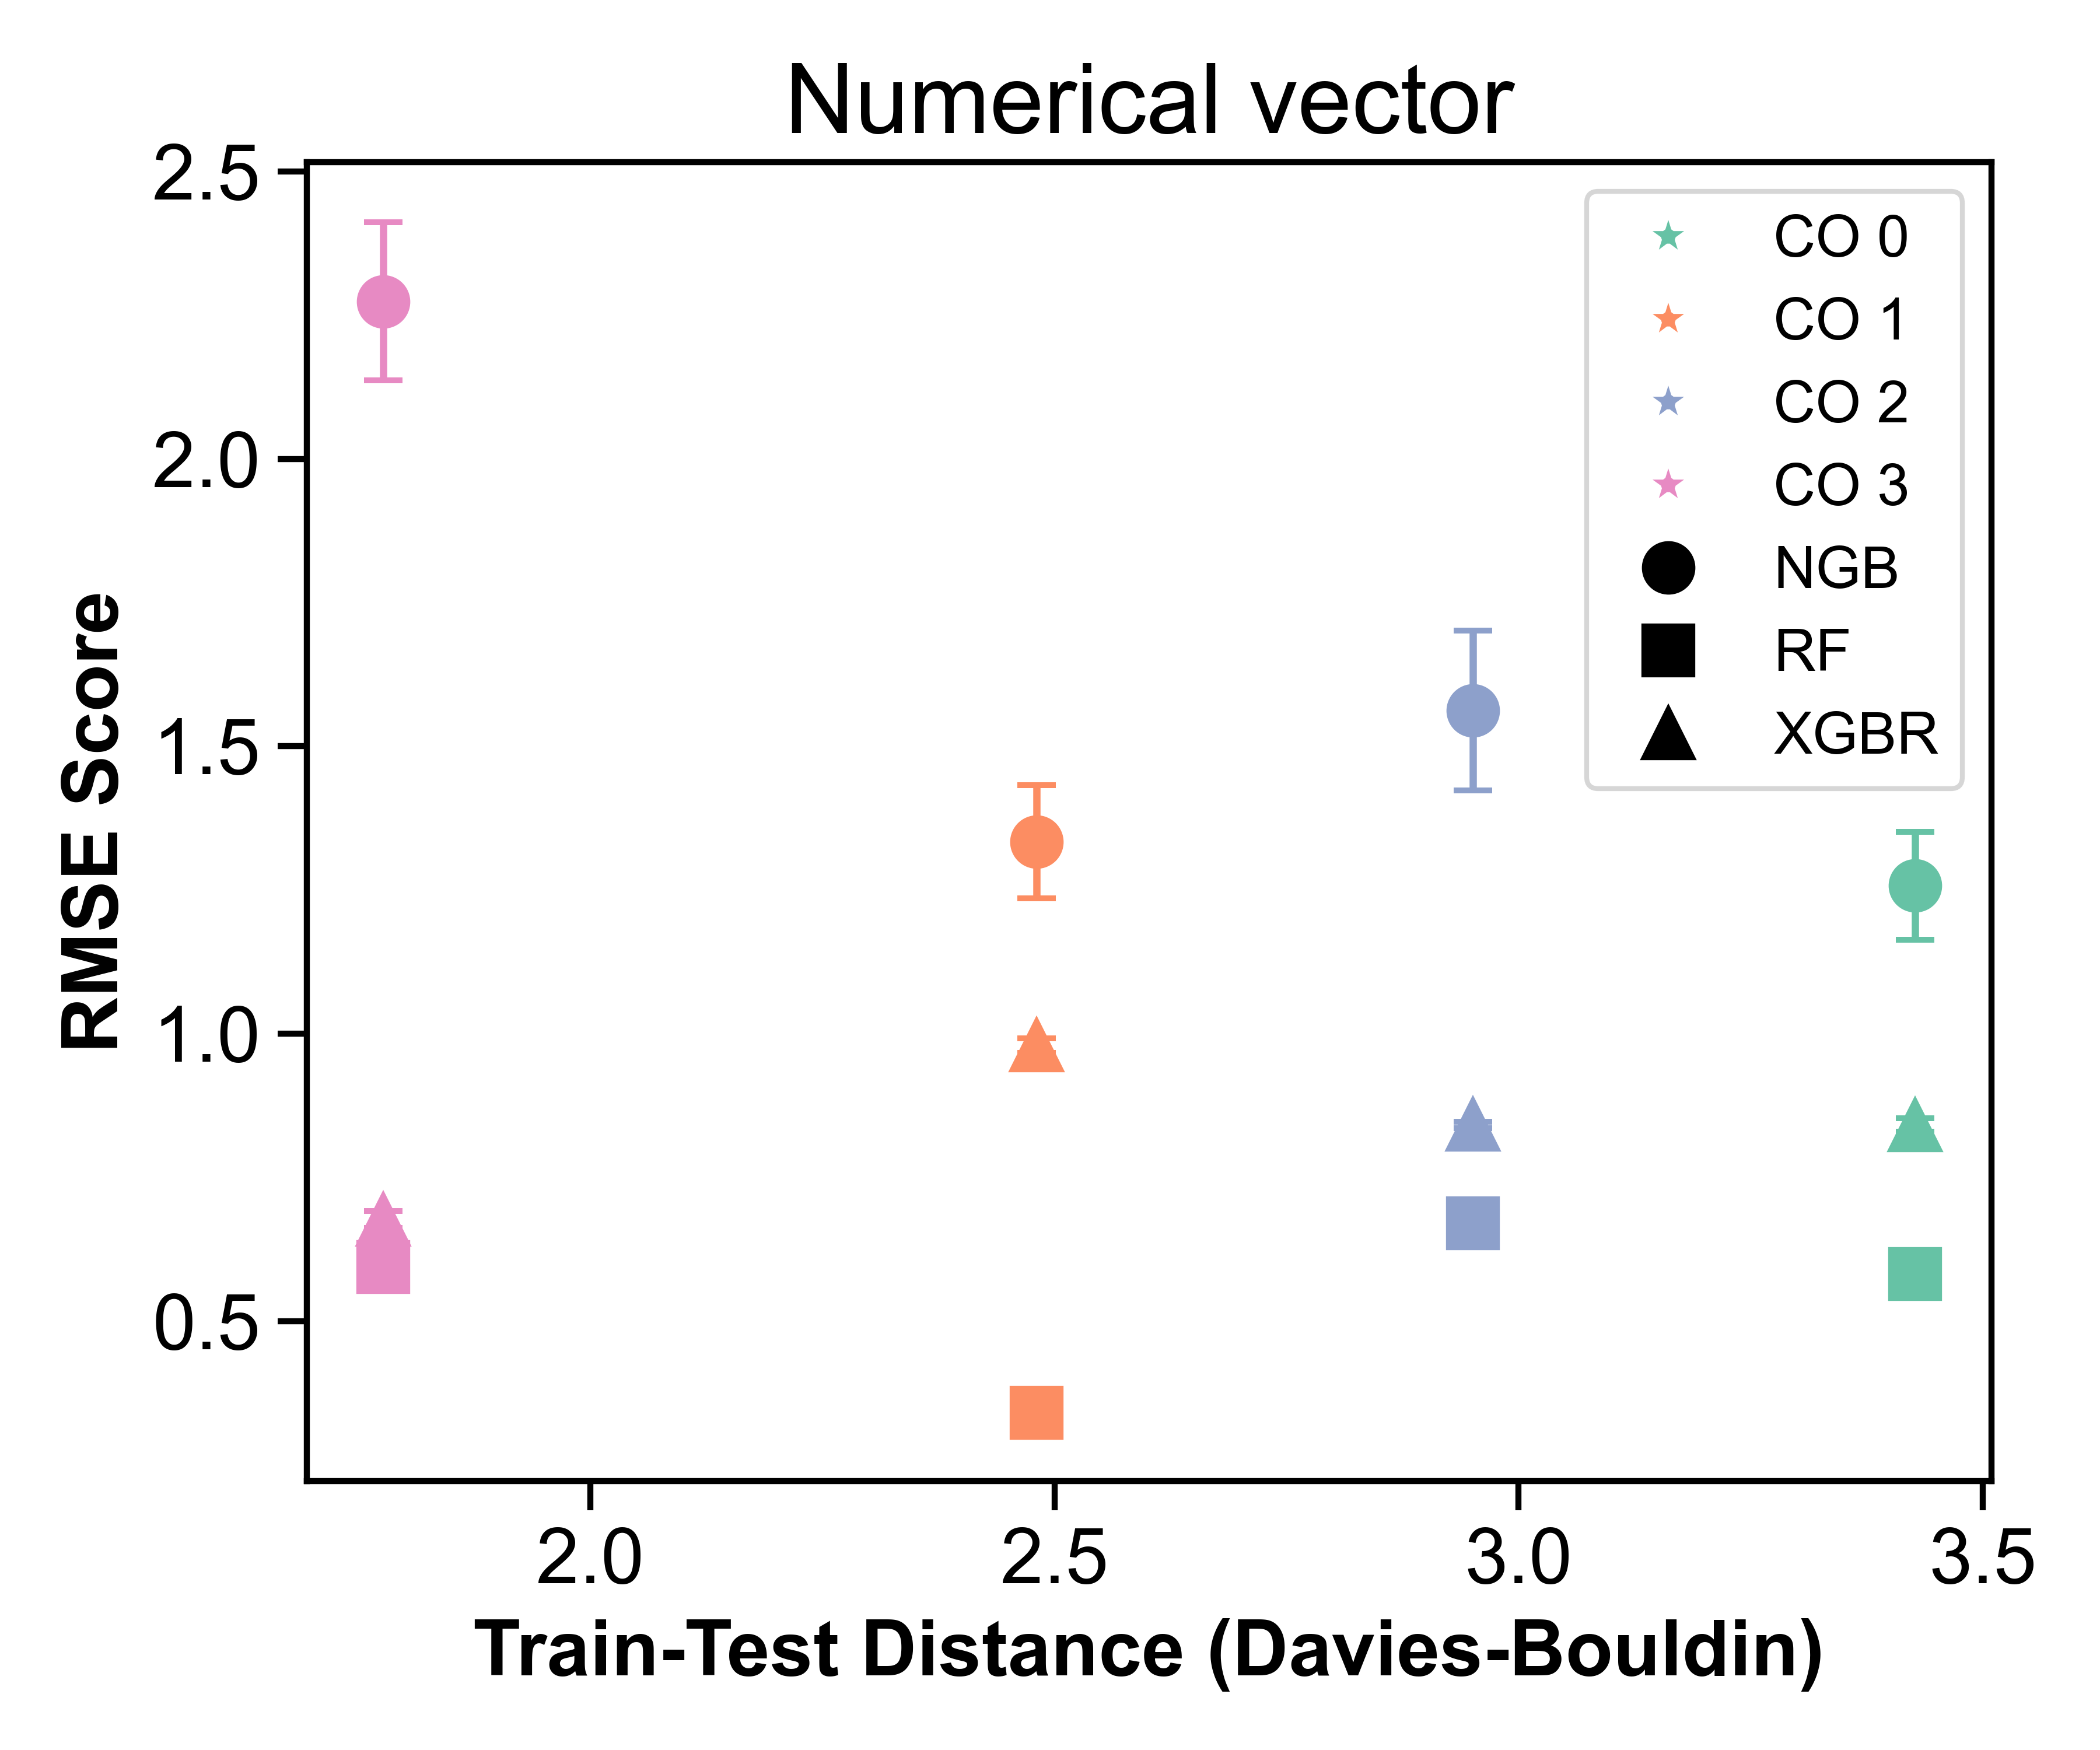 Numerical vector
2.5
2.0
1.5
1.0
0.5
RMSE Score
CO 0
CO 1
CO 2
CO 3
NGB
RF
XGBR
2.0 2.5 3.0 3.5
Train-Test Distance (Davies-Bouldin)